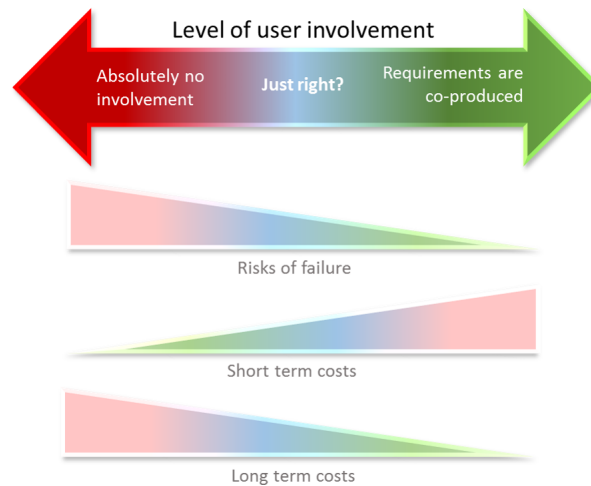 Level of user involvement
Absolutely no
involvement
Just right?
Requirements are
co-produced
Risks of failure
Short term costs
Long term costs